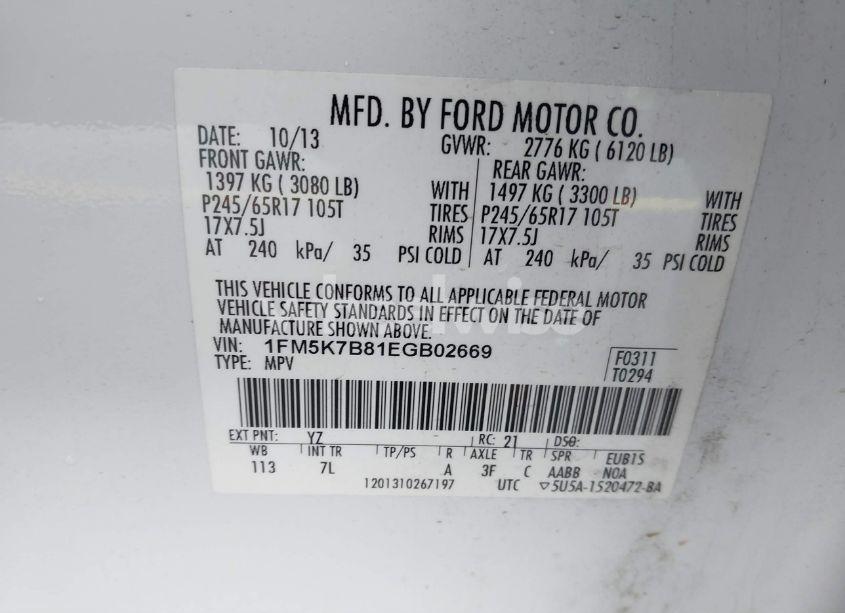 MFD. BY FORD MOTOR CO.
DATE: 10/13 GVWR: 2776 KG ( 6120 LB)
FRONT GAWR: REAR GAWR:
1397 KG ( 3080 LB) WITH 1497 KG ( 3300 LB) WITH
P245/65R17 105T TIRES P245/65R17 105T TIRES
17X7.5J RIMS 17X7.5J RIMS
AT 240 kPa/ 35 PSI COLD AT 240 kPa/ 35 PSI COLD
THIS VEHICLE CONFORMS TO ALL APPLICABLE FEDERAL MOTOR
VEHICLE SAFETY STANDARDS IN EFFECT ON THE DATE OF
MANUFACTURE SHOWN ABOVE.
VIN: 1FM5K7B81EGB02669
TYPE: MPV
F0311
T0294
EXT PNT: YZ RC: 21 DSO:
WB INT TR TP/PS R AXLE TR SPR EUB1S
113 7L A 3F C AABB NOA
1201310267197 UTC ▽5U5A-1520472-BA